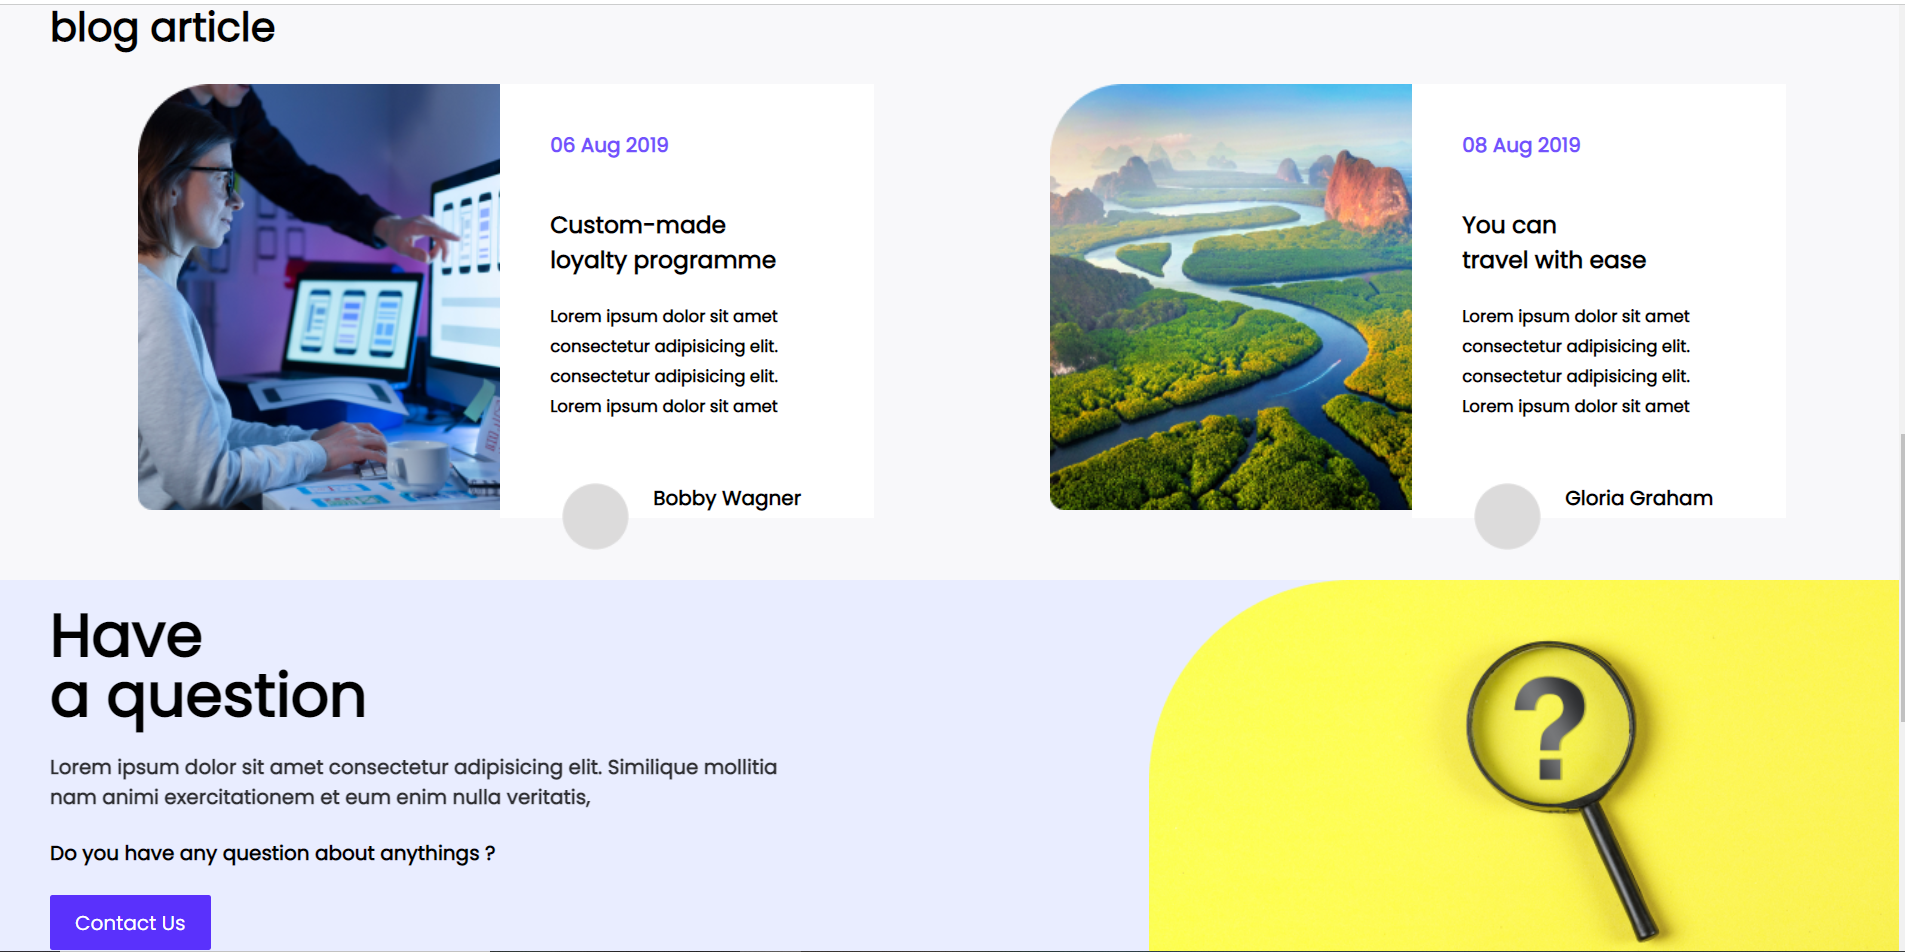 blog article
06 Aug 2019
Custom-made
loyalty programme
Lorem ipsum dolor sit amet
consectetur adipisicing elit.
consectetur adipisicing elit.
Lorem ipsum dolor sit amet
Bobby Wagner
08 Aug 2019
You can
travel with ease
Lorem ipsum dolor sit amet
consectetur adipisicing elit.
consectetur adipisicing elit.
Lorem ipsum dolor sit amet
Gloria Graham
Have
a question
Lorem ipsum dolor sit amet consectetur adipisicing elit. Similique mollitia
nam animi exercitationem et eum enim nulla veritatis,
Do you have any question about anythings ?
Contact Us
?